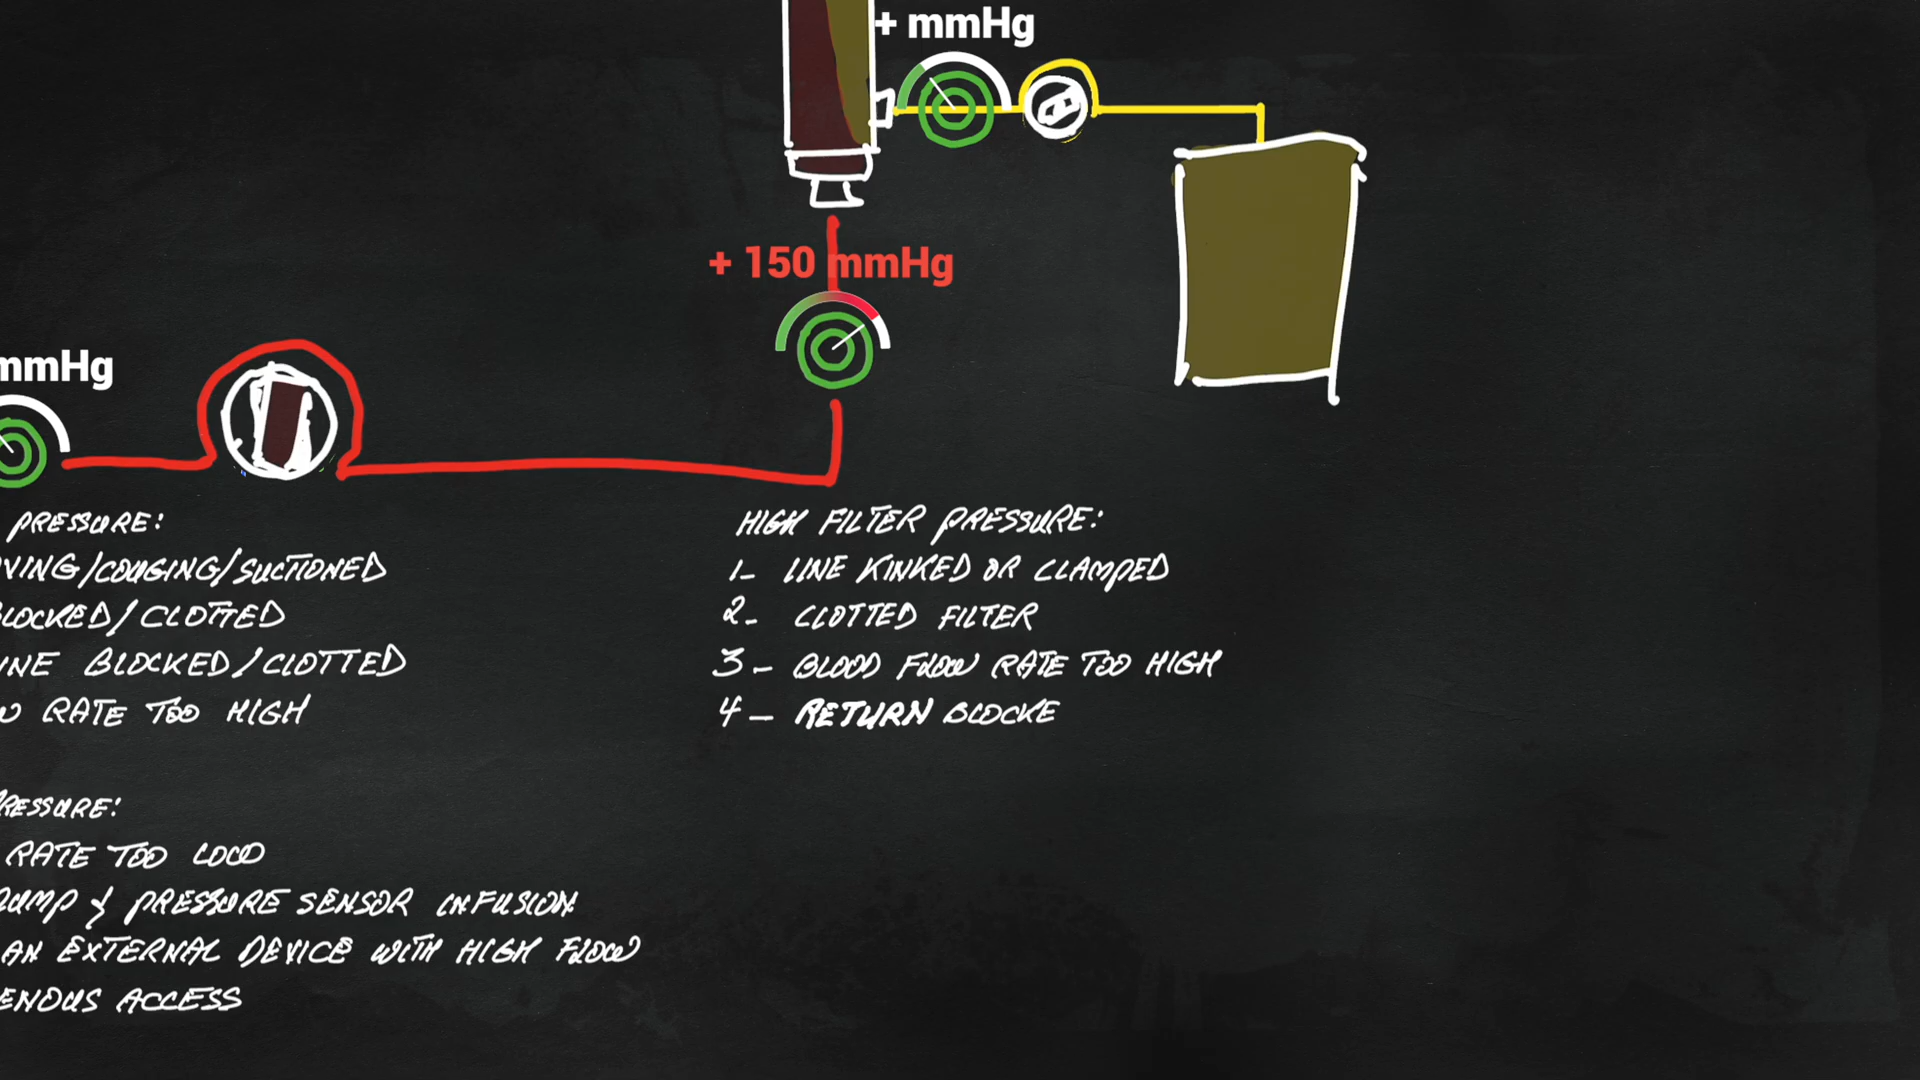 + mmHg
+ 150 mmHg
mmHg
PRESSURE:
VING/COUGING/SUCTIONED
BLOCKED/CLOTTED
INE BLOCKED/CLOTTED
RATE TOO HIGH
RESSURE:
RATE TOO LOW
PUMP & PRESSURE SENSOR INFUSION
AN EXTERNAL DEVICE WITH HIGH FLOW
ENOUS ACCESS
HIGH FILTER PRESSURE:
1- LINE KINKED OR CLAMPED
2- CLOTTED FILTER
3- BLOOD FLOW RATE TOO HIGH
4- RETURN BLOCKE